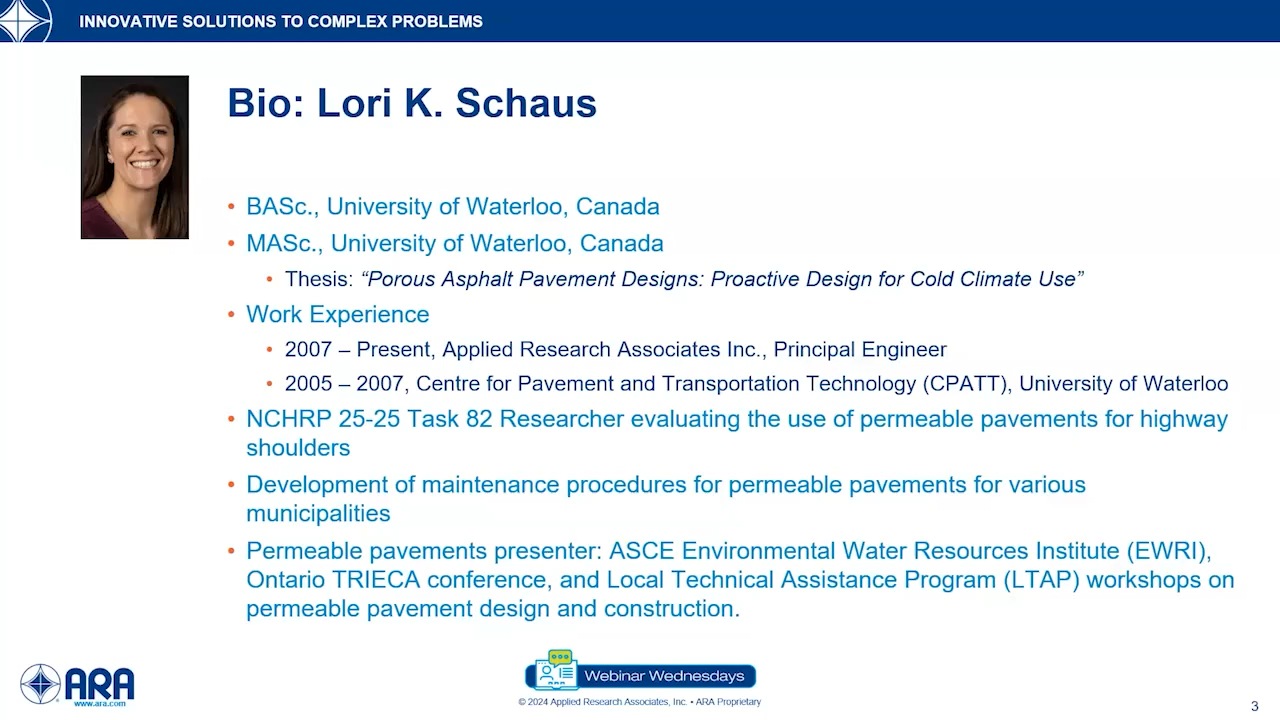 INNOVATIVE SOLUTIONS TO COMPLEX PROBLEMS
Bio: Lori K. Schaus
• BASc., University of Waterloo, Canada
• MASc., University of Waterloo, Canada
• Thesis: “Porous Asphalt Pavement Designs: Proactive Design for Cold Climate Use”
• Work Experience
• 2007 – Present, Applied Research Associates Inc., Principal Engineer
• 2005 – 2007, Centre for Pavement and Transportation Technology (CPATT), University of Waterloo
• NCHRP 25-25 Task 82 Researcher evaluating the use of permeable pavements for highway
shoulders
• Development of maintenance procedures for permeable pavements for various
municipalities
• Permeable pavements presenter: ASCE Environmental Water Resources Institute (EWRI),
Ontario TRIECA conference, and Local Technical Assistance Program (LTAP) workshops on
permeable pavement design and construction.
ARA
www.ara.com
Webinar Wednesdays
© 2024 Applied Research Associates, Inc. • ARA Proprietary
3